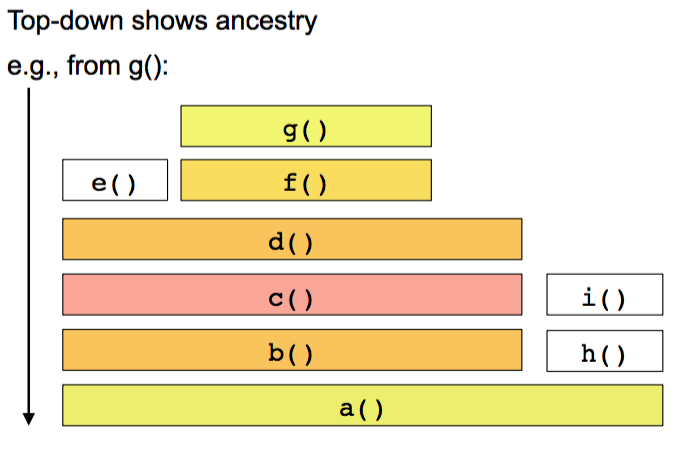 Top-down shows ancestry
e.g., from g():
g()
e() f()
d()
c() i()
b() h()
a()